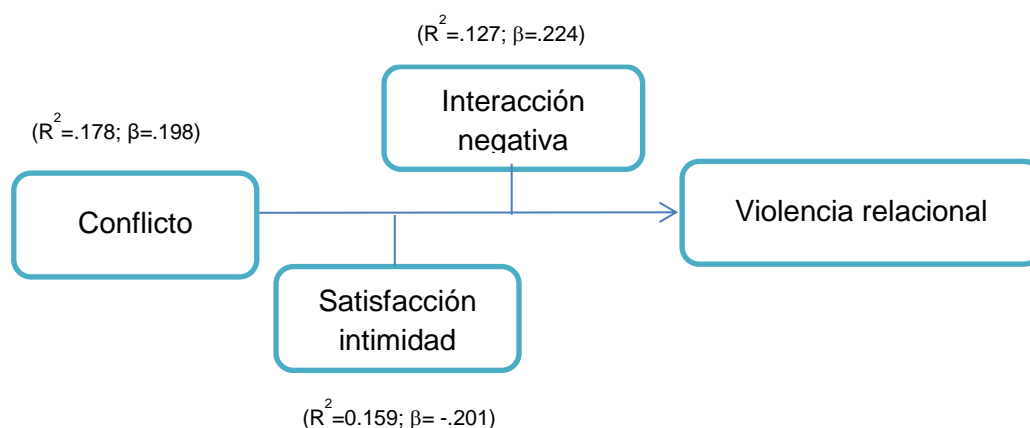 (R²=.127; β=.224)
Interacción
negativa
(R²=.178; β=.198)
Conflicto
Violencia relacional
Satisfacción
intimidad
(R²=0.159; β= -.201)